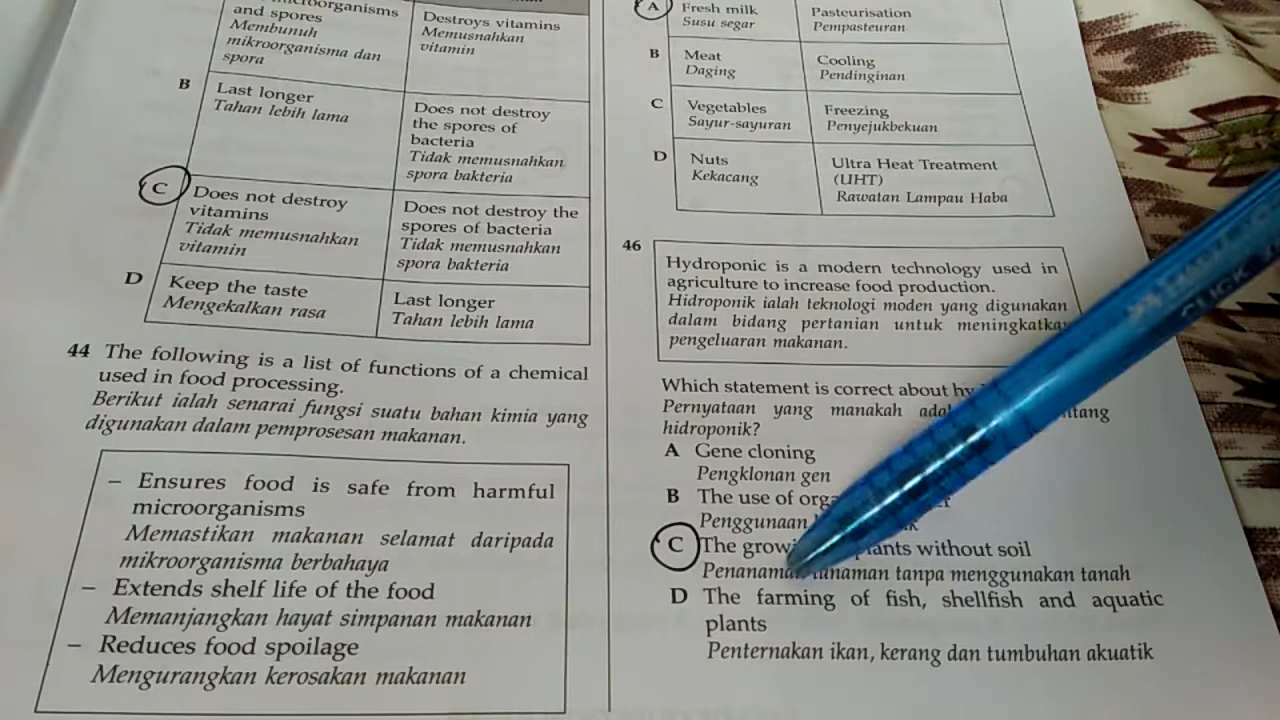 and spores
Membunuh
mikroorganisma dan
spora
Destroys vitamins
Memusnahkan
vitamin
B
Last longer
Tahan lebih lama
Does not destroy
the spores of
bacteria
Tidak memusnahkan
spora bakteria
C
Does not destroy
vitamins
Tidak memusnahkan
vitamin
Does not destroy the
spores of bacteria
Tidak memusnahkan
spora bakteria
D
Keep the taste
Mengekalkan rasa
Last longer
Tahan lebih lama
44 The following is a list of functions of a chemical
used in food processing.
Berikut ialah senarai fungsi suatu bahan kimia yang
digunakan dalam pemprosesan makanan.
– Ensures food is safe from harmful
microorganisms
Memastikan makanan selamat daripada
mikroorganisma berbahaya
– Extends shelf life of the food
Memanjangkan hayat simpanan makanan
– Reduces food spoilage
Mengurangkan kerosakan makanan
A
Fresh milk
Susu segar
Pasteurisation
Pempasteuran
B
Meat
Daging
Cooling
Pendinginan
C
Vegetables
Sayur-sayuran
Freezing
Penyejukbekuan
D
Nuts
Kekacang
Ultra Heat Treatment
(UHT)
Rawatan Lampau Haba
46
Hydroponic is a modern technology used in
agriculture to increase food production.
Hidroponik ialah teknologi moden yang digunakan
dalam bidang pertanian untuk meningkatkan
pengeluaran makanan.
Which statement is correct about
Pernyataan yang manakah
hidroponik?
A Gene cloning
Pengklonan gen
B The use of
Penggunaan
C The plants without soil
tanaman tanpa menggunakan tanah
D The farming of fish, shellfish and aquatic
plants
Penternakan ikan, kerang dan tumbuhan akuatik